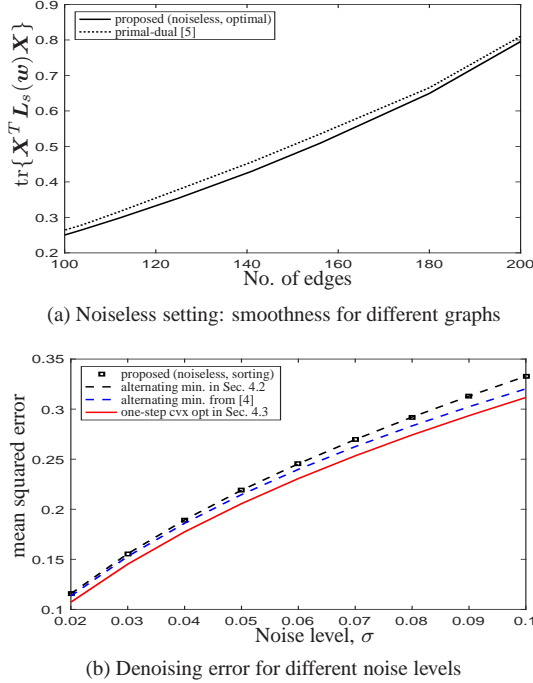 0.9
0.8
0.7
0.6
0.5
0.4
0.3
0.2
tr{X^T L_s(w)X}
proposed (noiseless, optimal)
primal-dual [5]
100 120 140 160 180 200
No. of edges
(a) Noiseless setting: smoothness for different graphs
0.35
0.3
0.25
0.2
0.15
0.1
mean squared error
proposed (noiseless, sorting)
alternating min. in Sec. 4.2
alternating min. from [4]
one-step cvx opt in Sec. 4.3
0.02 0.03 0.04 0.05 0.06 0.07 0.08 0.09 0.1
Noise level, σ
(b) Denoising error for different noise levels